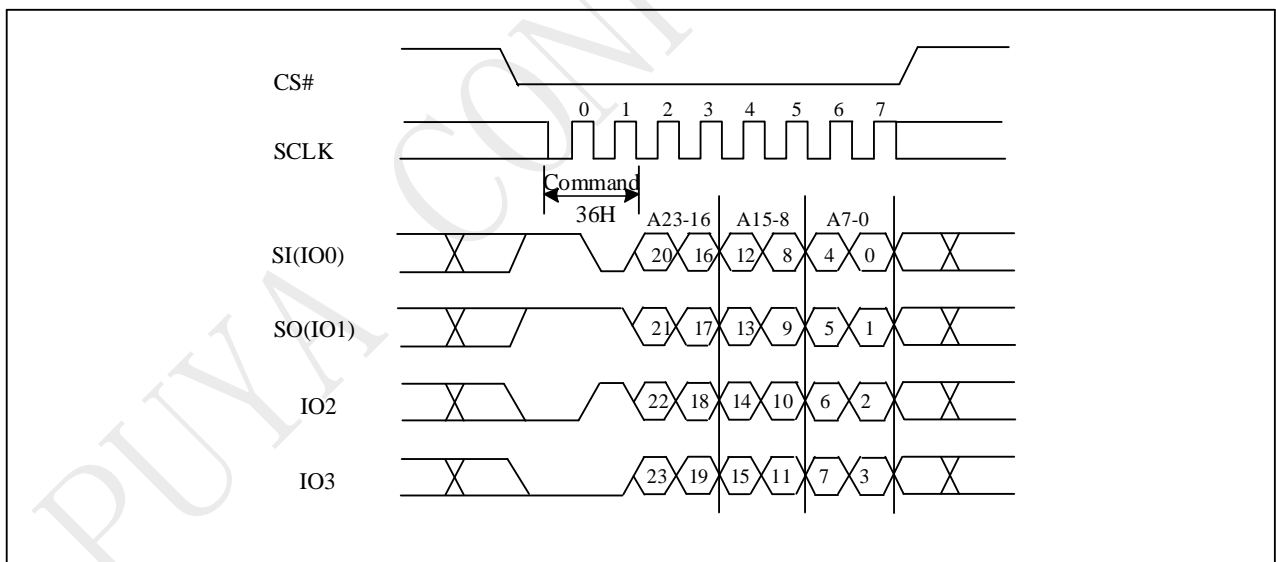 CS#
0 1 2 3 4 5 6 7
SCLK
Command
36H
A23-16 A15-8 A7-0
SI(IO0) 20 16 12 8 4 0
SO(IO1) 21 17 13 9 5 1
IO2 22 18 14 10 6 2
IO3 23 19 15 11 7 3
PUYA CONF